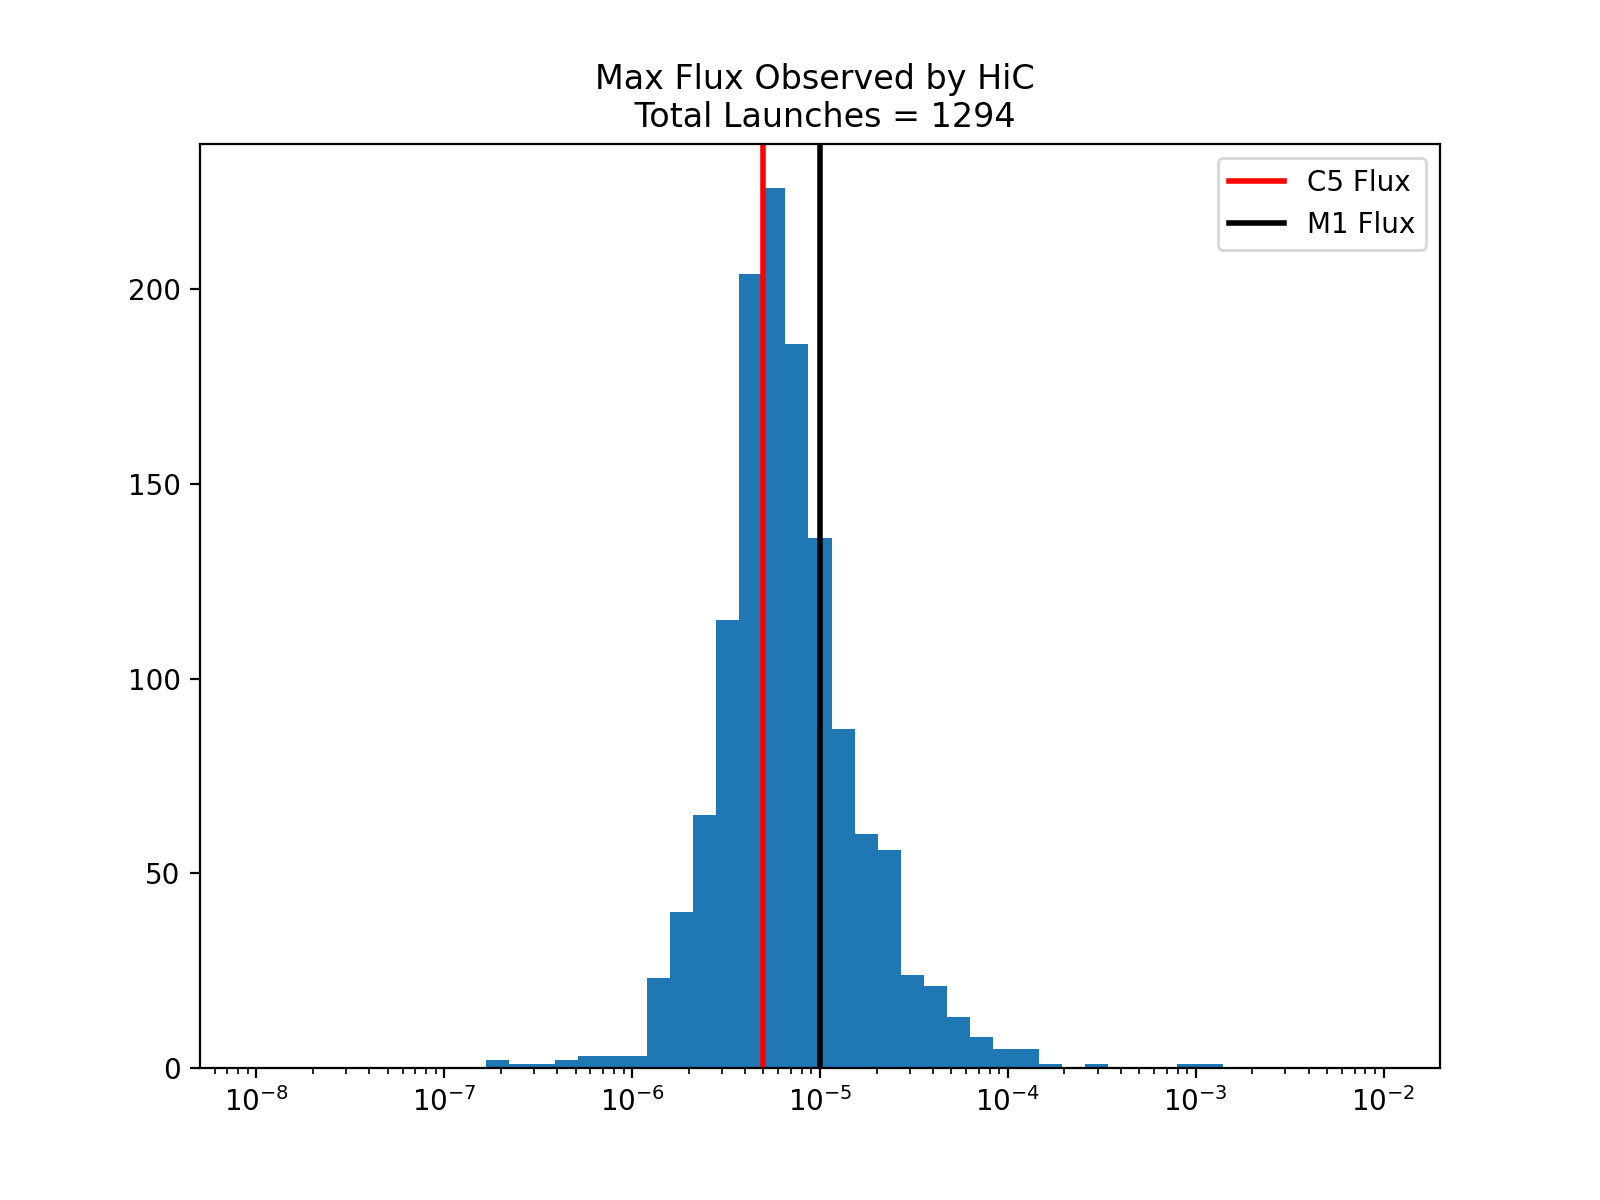 Max Flux Observed by HiC
Total Launches = 1294
C5 Flux
M1 Flux
200
150
100
50
0
10⁻⁸ 10⁻⁷ 10⁻⁶ 10⁻⁵ 10⁻⁴ 10⁻³ 10⁻²